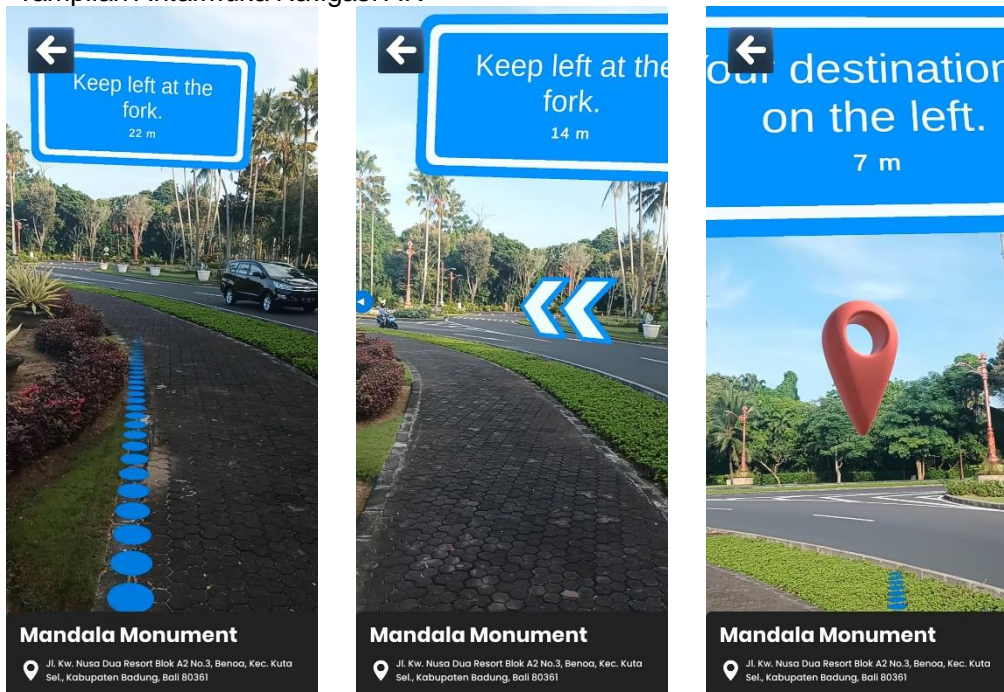 Tampilan Antarmuka Navigasi AR
Keep left at the
fork.
22 m
Mandala Monument
Jl. Kw. Nusa Dua Resort Blok A2 No.3, Benoa, Kec. Kuta
Sel., Kabupaten Badung, Bali 80361
Keep left at the
fork.
14 m
Mandala Monument
Jl. Kw. Nusa Dua Resort Blok A2 No.3, Benoa, Kec. Kuta
Sel., Kabupaten Badung, Bali 80361
Your destination
on the left.
7 m
Mandala Monument
Jl. Kw. Nusa Dua Resort Blok A2 No.3, Benoa, Kec. Kuta
Sel., Kabupaten Badung, Bali 80361